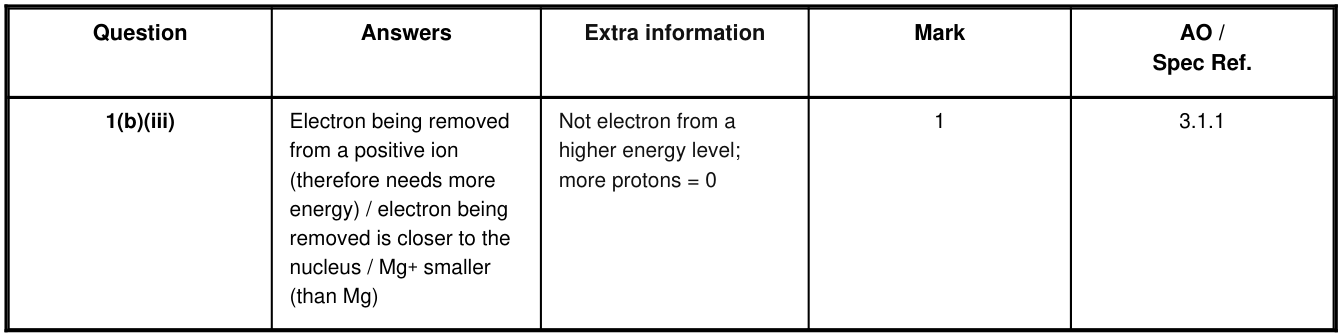 Question
Answers
Extra information
Mark
AO /
Spec Ref.
1(b)(iii)
Electron being removed
from a positive ion
(therefore needs more
energy) / electron being
removed is closer to the
nucleus / Mg+ smaller
(than Mg)
Not electron from a
higher energy level;
more protons = 0
1
3.1.1